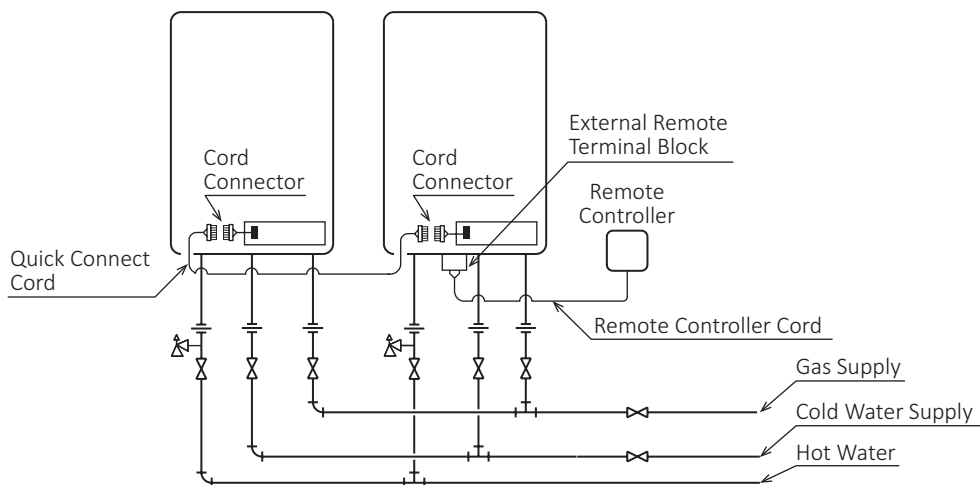 External Remote
Terminal Block
Cord
Connector
Cord
Connector
Remote
Controller
Quick Connect
Cord
Remote Controller Cord
Gas Supply
Cold Water Supply
Hot Water